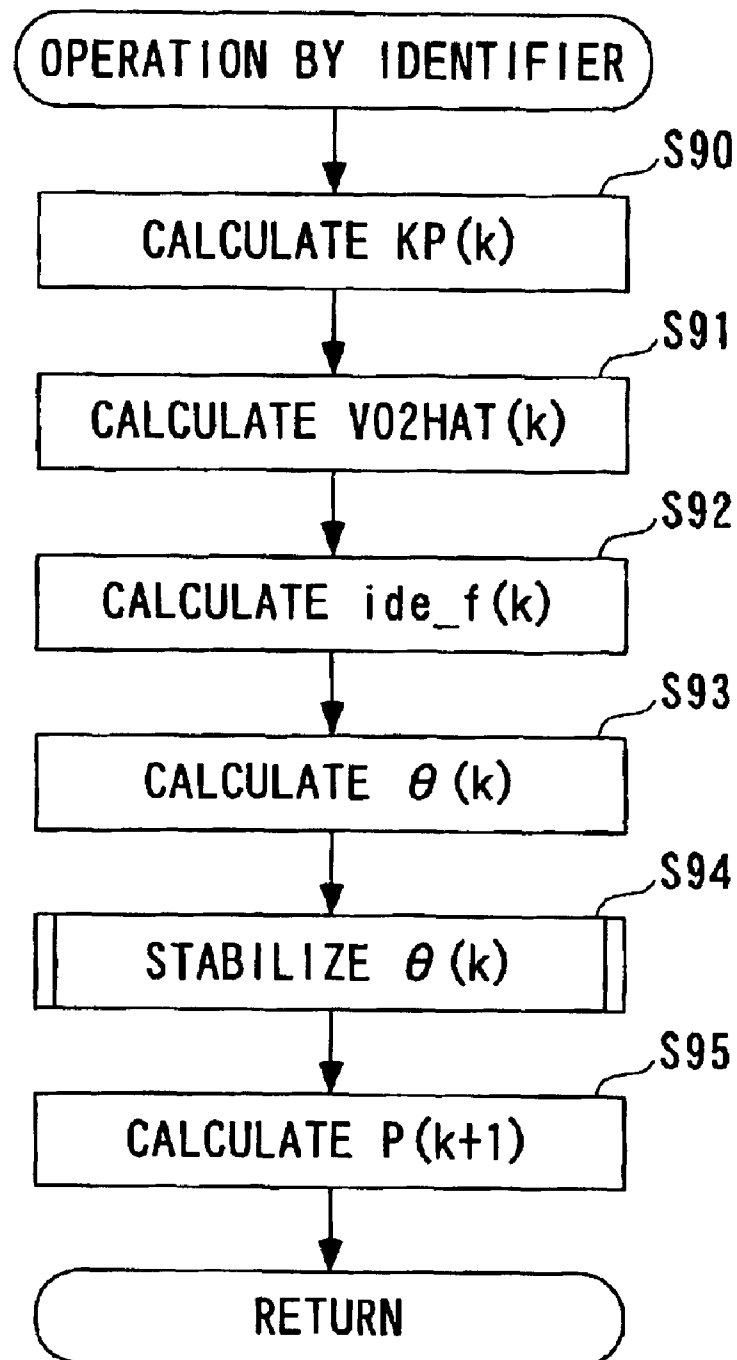 OPERATION BY IDENTIFIER
S90
CALCULATE KP(k)
S91
CALCULATE VO2HAT(k)
S92
CALCULATE ide_f(k)
S93
CALCULATE θ(k)
S94
STABILIZE θ(k)
S95
CALCULATE P(k+1)
RETURN